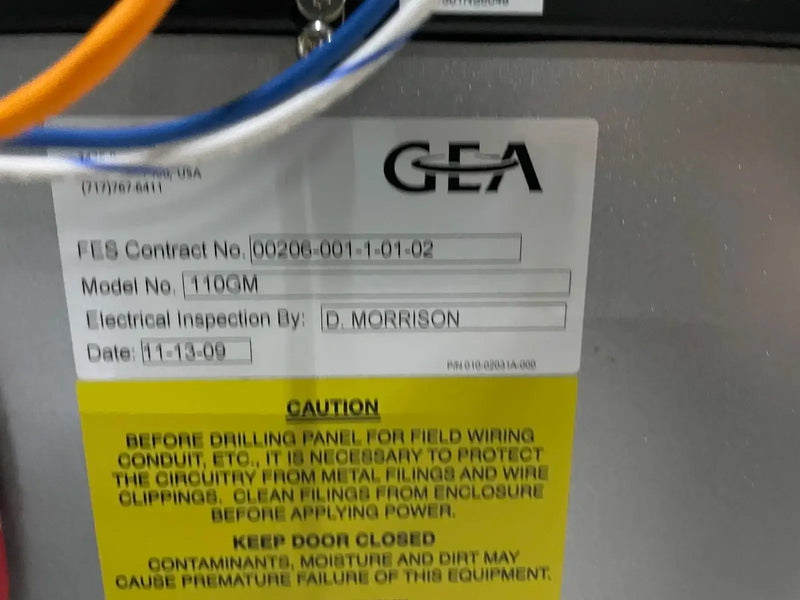 GEA
USA
(717)767-6411
FES Contract No. 00206-001-1-01-02
Model No. 110GM
Electrical Inspection By: D. MORRISON
Date: 11-13-09
P/N 010-02031A-000
CAUTION
BEFORE DRILLING PANEL FOR FIELD WIRING
CONDUIT, ETC., IT IS NECESSARY TO PROTECT
THE CIRCUITRY FROM METAL FILINGS AND WIRE
CLIPPINGS. CLEAN FILINGS FROM ENCLOSURE
BEFORE APPLYING POWER.
KEEP DOOR CLOSED
CONTAMINANTS, MOISTURE AND DIRT MAY
CAUSE PREMATURE FAILURE OF THIS EQUIPMENT.